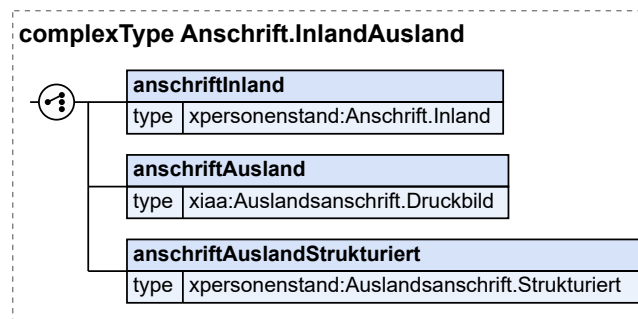 complexType Anschrift.InlandAusland
anschriftInland
type xpersonenstand:Anschrift.Inland
anschriftAusland
type xiaa:Auslandsanschrift.Druckbild
anschriftAuslandStrukturiert
type xpersonenstand:Auslandsanschrift.Strukturiert